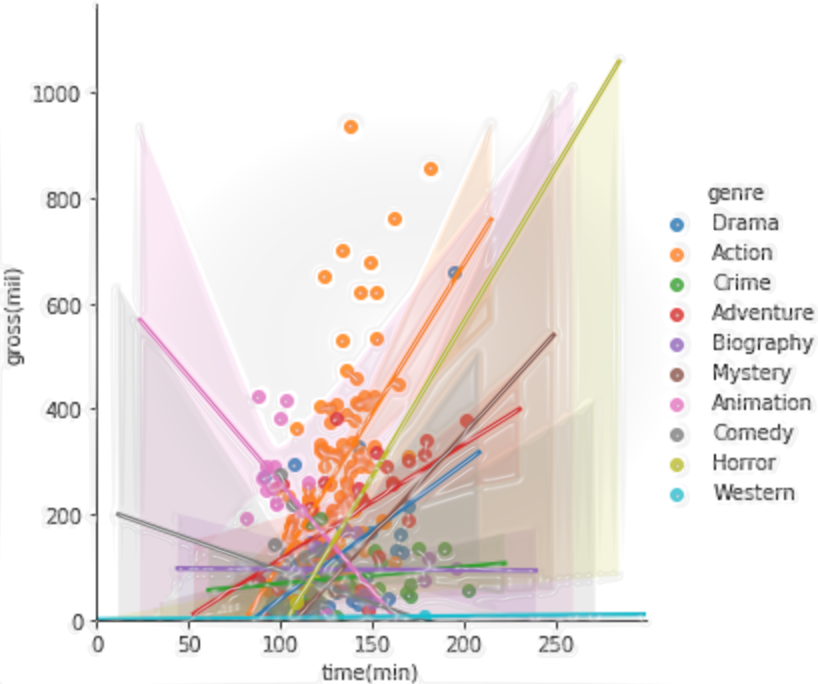 1000
800
600
400
200
0
gross(mii)
0 50 100 150 200 250
time(min)
genre
Drama
Action
Crime
Adventure
Biography
Mystery
Animation
Comedy
Horror
Western